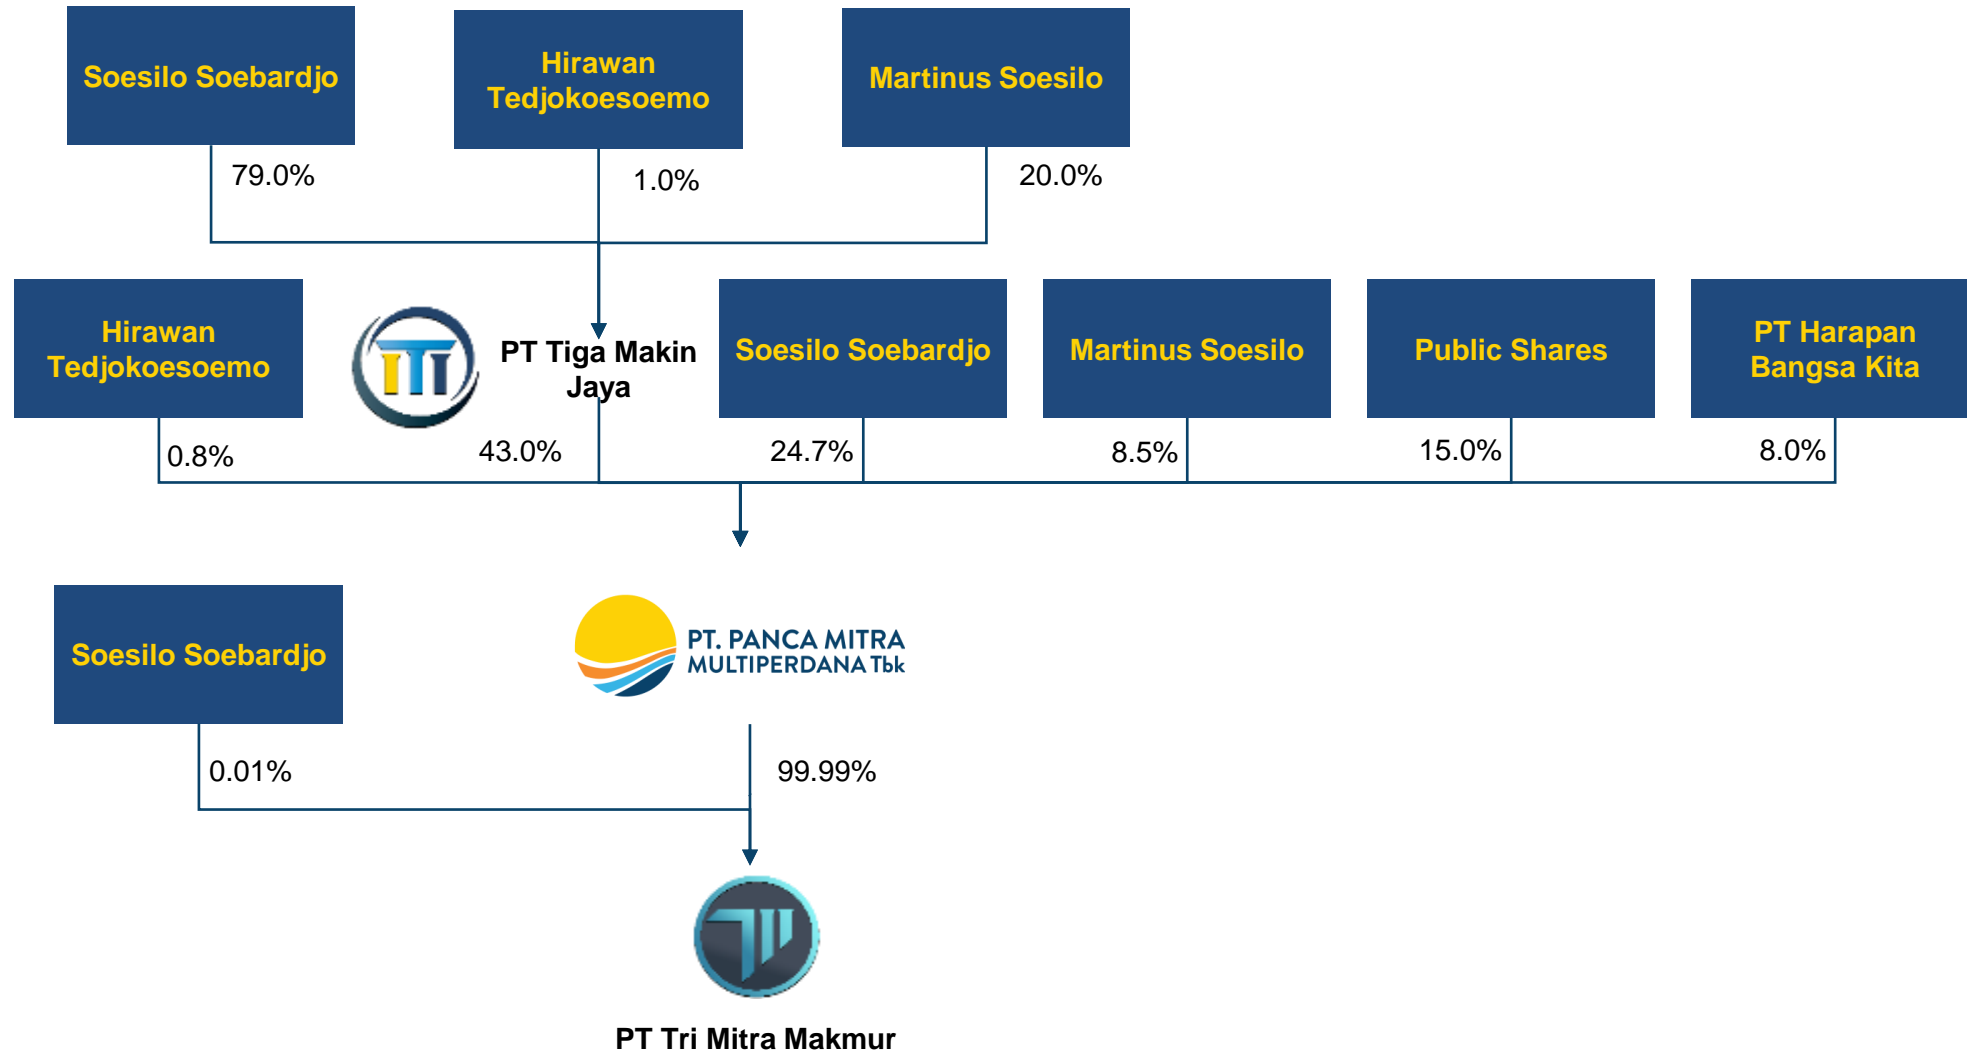 Soesilo Soebardjo
Hirawan
Tedjokoesoemo
Martinus Soesilo
79.0%
1.0%
20.0%
Hirawan
Tedjokoesoemo
PT Tiga Makin
Jaya
Soesilo Soebardjo
Martinus Soesilo
Public Shares
PT Harapan
Bangsa Kita
0.8%
43.0%
24.7%
8.5%
15.0%
8.0%
Soesilo Soebardjo
PT. PANCA MITRA
MULTIPERDANA Tbk
0.01%
99.99%
PT Tri Mitra Makmur